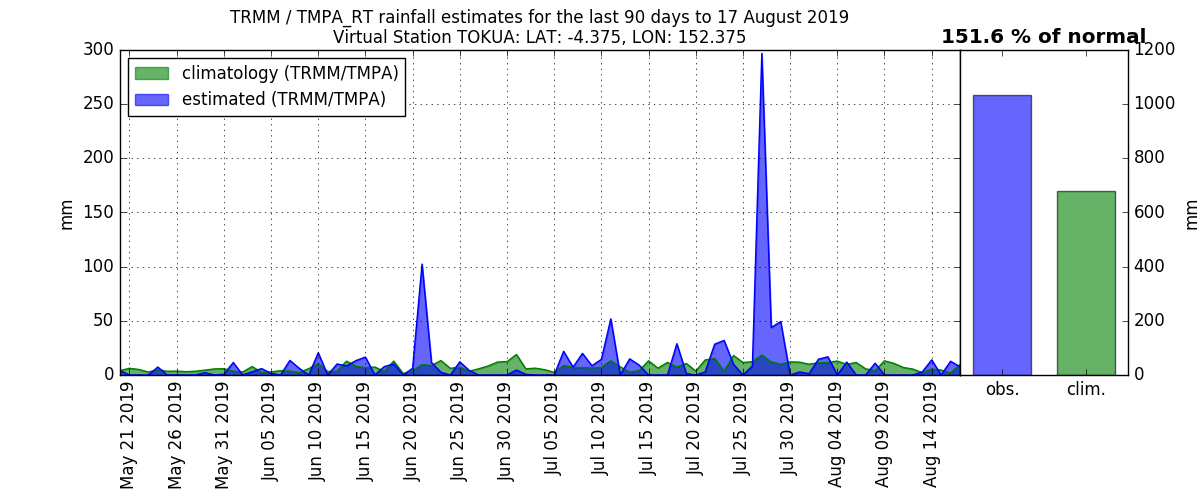 TRMM / TMPA_RT rainfall estimates for the last 90 days to 17 August 2019
Virtual Station TOKUA: LAT: -4.375, LON: 152.375
151.6 % of normal
climatology (TRMM/TMPA)
estimated (TRMM/TMPA)
300
250
200
150
100
50
0
mm
1200
1000
800
600
400
200
0
mm
May 21 2019
May 26 2019
May 31 2019
Jun 05 2019
Jun 10 2019
Jun 15 2019
Jun 20 2019
Jun 25 2019
Jun 30 2019
Jul 05 2019
Jul 10 2019
Jul 15 2019
Jul 20 2019
Jul 25 2019
Jul 30 2019
Aug 04 2019
Aug 09 2019
Aug 14 2019
obs.
clim.